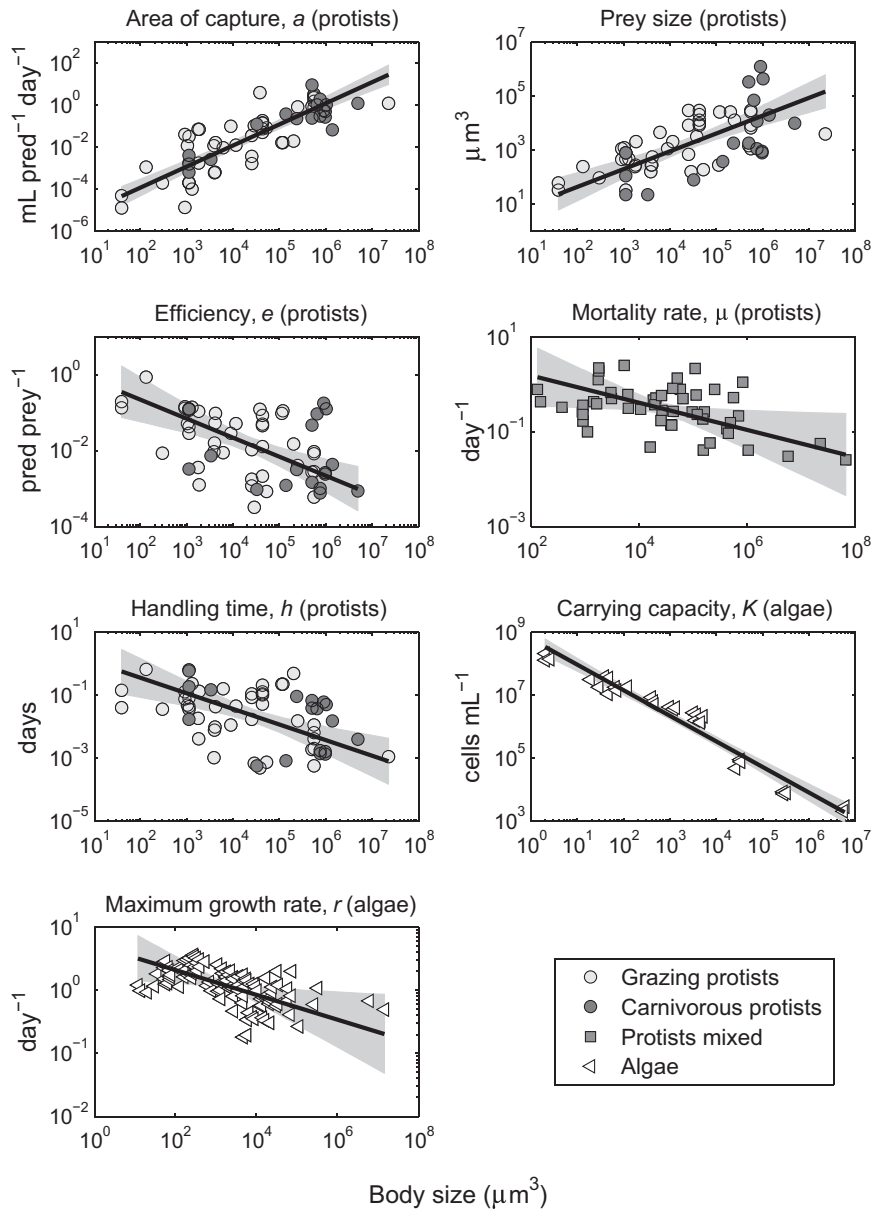 Area of capture, a (protists)
mL pred⁻¹ day⁻¹
10² 10⁰ 10⁻² 10⁻⁴ 10⁻⁶
10¹ 10² 10³ 10⁴ 10⁵ 10⁶ 10⁷ 10⁸
Prey size (protists)
μm³
10⁷ 10⁵ 10³ 10¹
10¹ 10² 10³ 10⁴ 10⁵ 10⁶ 10⁷ 10⁸
Efficiency, e (protists)
pred prey⁻¹
10⁰ 10⁻² 10⁻⁴
10¹ 10² 10³ 10⁴ 10⁵ 10⁶ 10⁷ 10⁸
Mortality rate, μ (protists)
day⁻¹
10¹ 10⁻¹ 10⁻³
10² 10⁴ 10⁶ 10⁸
Handling time, h (protists)
days
10¹ 10⁻¹ 10⁻³ 10⁻⁵
10¹ 10² 10³ 10⁴ 10⁵ 10⁶ 10⁷ 10⁸
Carrying capacity, K (algae)
cells mL⁻¹
10⁹ 10⁷ 10⁵ 10³
10⁰ 10¹ 10² 10³ 10⁴ 10⁵ 10⁶ 10⁷
Maximum growth rate, r (algae)
day⁻¹
10¹ 10⁰ 10⁻¹ 10⁻²
10⁰ 10² 10⁴ 10⁶ 10⁸
Grazing protists
Carnivorous protists
Protists mixed
Algae
Body size (μm³)